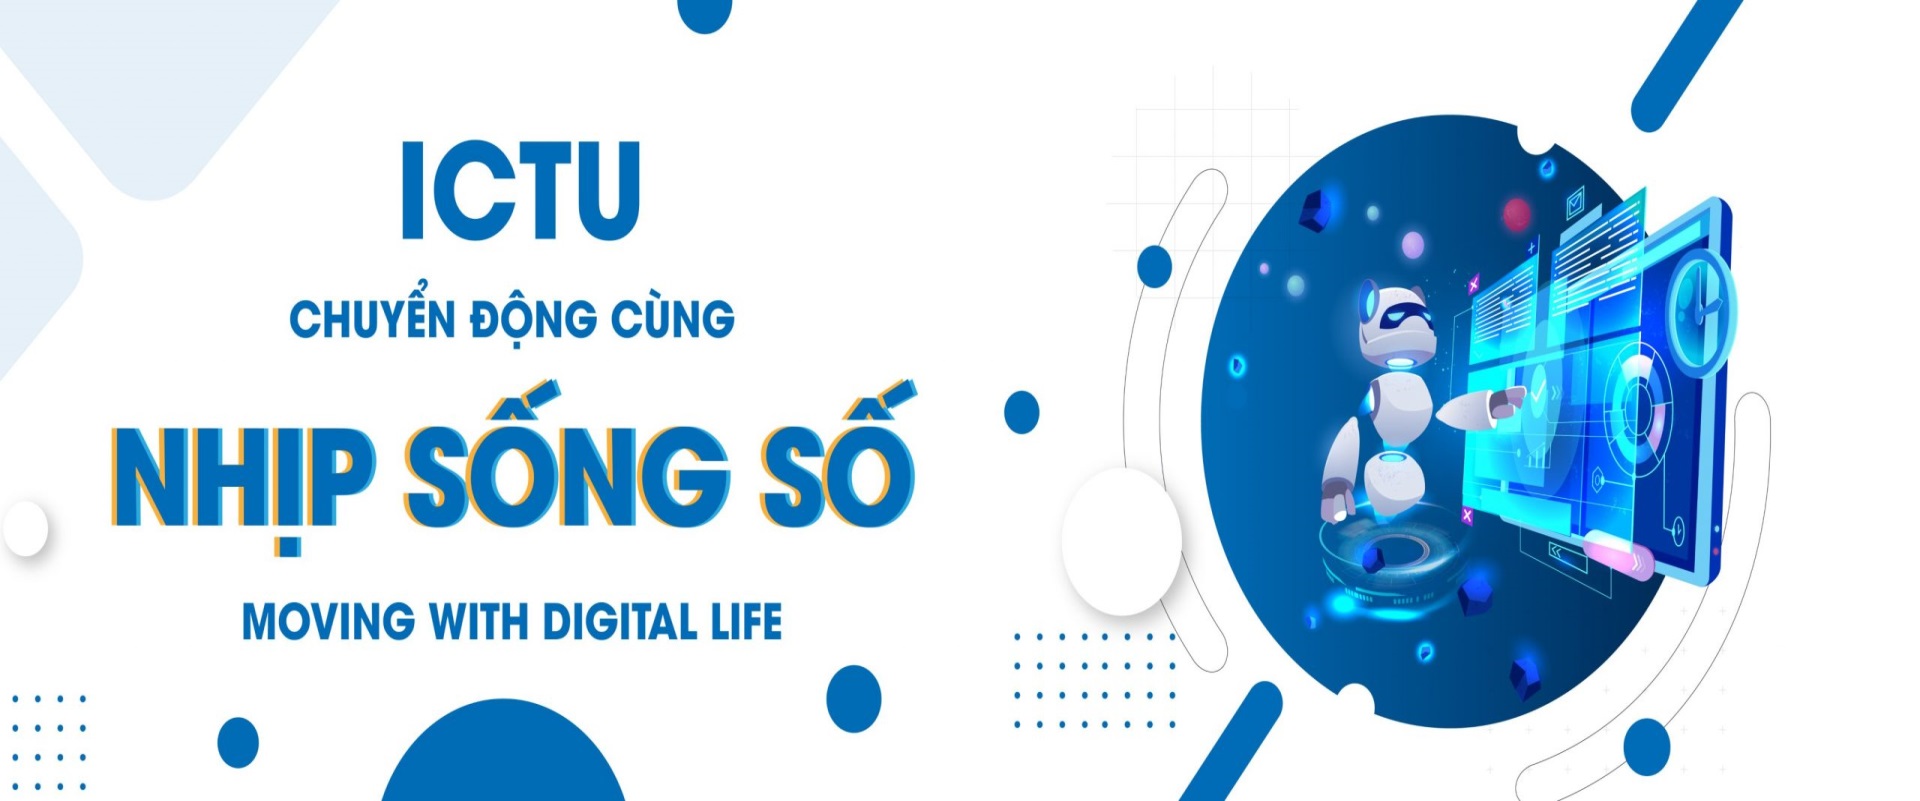 ICTU
CHUYỂN ĐỘNG CÙNG
NHỊP SỐNG SỐ
MOVING WITH DIGITAL LIFE